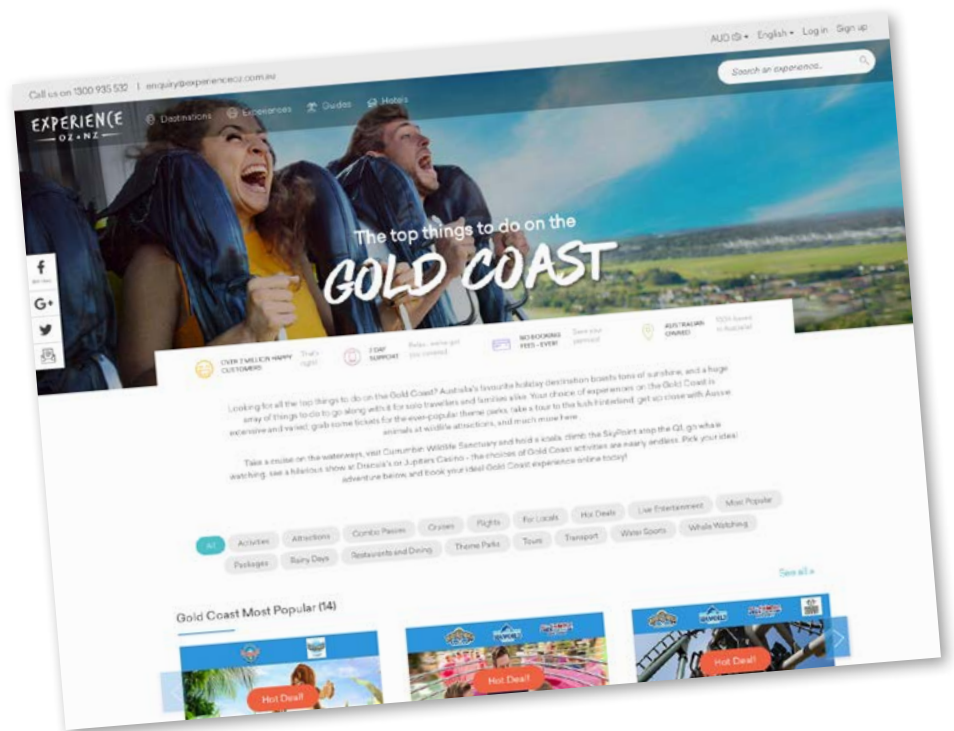 AUD ($) English Log in Sign up
Call us on 1300 935 532 | enquiry@experienceoz.com.au
Search an experience...
EXPERIENCE
OZ+NZ
Destinations Experiences Guides Hotels
The top things to do on the
GOLD COAST
OVER 2 MILLION HAPPY CUSTOMERS That's right!
7 DAY SUPPORT Relax - we've got you covered
NO BOOKING FEES - EVER! Save your pennies!
AUSTRALIAN OWNED 100% Aussie
Looking for all the top things to do on the Gold Coast? Australia's favourite holiday destination boasts tons of sunshine, and a huge
array of things to do to go along with it for solo travellers and families alike. Your choice of experiences on the Gold Coast is
extensive and varied; grab some tickets for the ever-popular theme parks, take a tour to the lush hinterland, get up close with Aussie
animals at wildlife attractions, and much more here.
Take a cruise on the waterways, visit Currumbin Wildlife Sanctuary and hold a koala, climb the SkyPoint atop the Q1, go whale
watching, see a hilarious show at Dracula's or Jupiters Casino - the choices of Gold Coast activities are nearly endless. Pick your ideal
adventure below and book your ideal Gold Coast experience online today!
All Activities Attractions Combo Passes Cruises Flights For Locals Hot Deals Live Entertainment Most Popular
Packages Rainy Days Restaurants and Dining Theme Parks Tours Transport Water Sports Whale Watching
See all »
Gold Coast Most Popular (14)
Hot Deal!
Hot Deal!
Hot Deal!